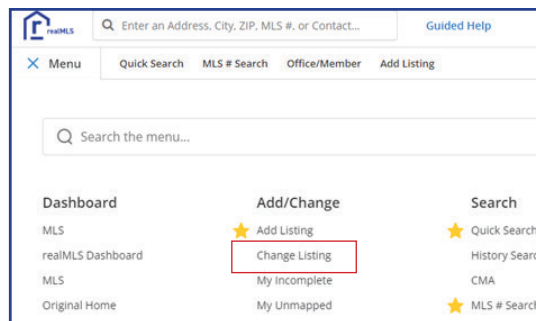 realMLS
Enter an Address, City, ZIP, MLS #, or Contact...
Guided Help
Menu
Quick Search
MLS # Search
Office/Member
Add Listing
Search the menu...
Dashboard
MLS
realMLS Dashboard
MLS
Original Home
Add/Change
Add Listing
Change Listing
My Incomplete
My Unmapped
Search
Quick Search
History Searc
CMA
MLS # Search